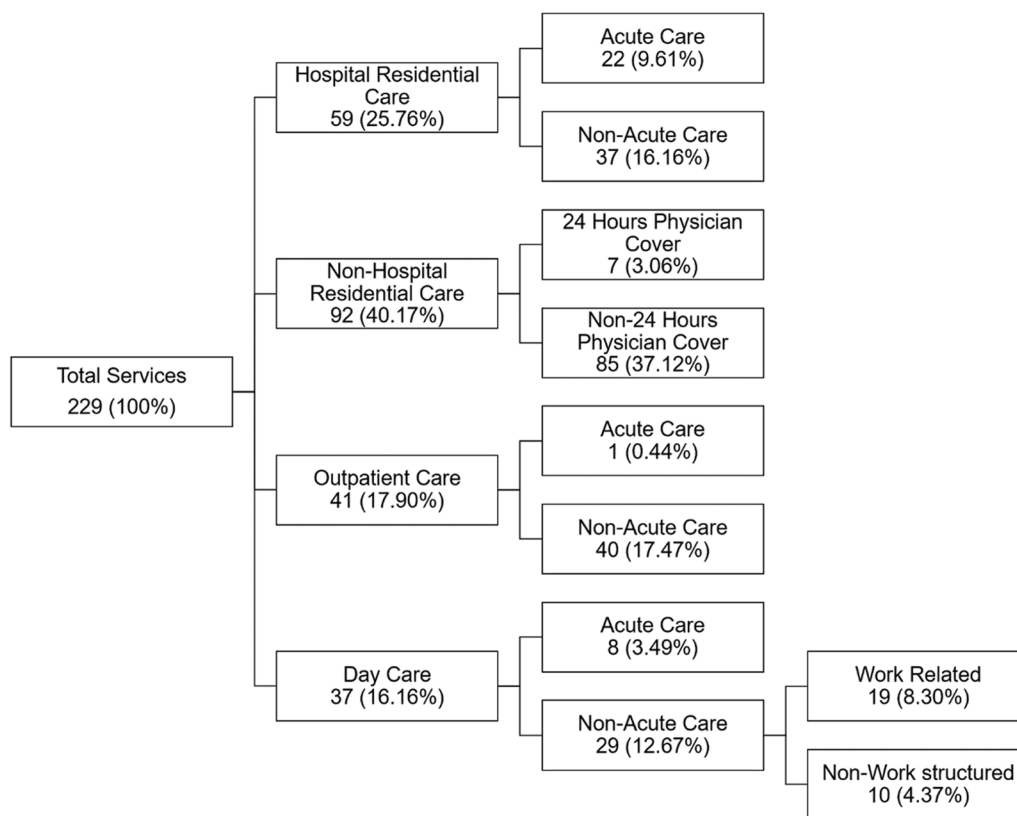 Total Services
229 (100%)
Hospital Residential
Care
59 (25.76%)
Acute Care
22 (9.61%)
Non-Acute Care
37 (16.16%)
Non-Hospital
Residential Care
92 (40.17%)
24 Hours Physician
Cover
7 (3.06%)
Non-24 Hours
Physician Cover
85 (37.12%)
Outpatient Care
41 (17.90%)
Acute Care
1 (0.44%)
Non-Acute Care
40 (17.47%)
Day Care
37 (16.16%)
Acute Care
8 (3.49%)
Non-Acute Care
29 (12.67%)
Work Related
19 (8.30%)
Non-Work structured
10 (4.37%)